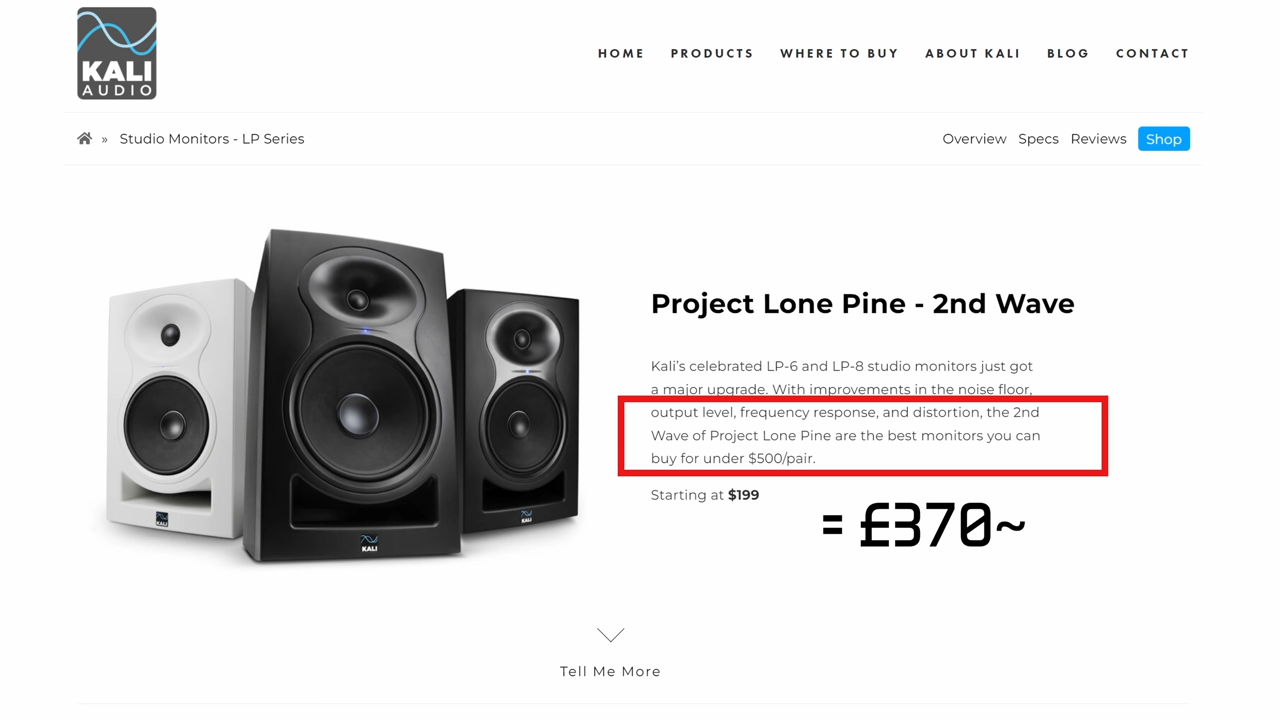 KALI
AUDIO
HOME PRODUCTS WHERE TO BUY ABOUT KALI BLOG CONTACT
» Studio Monitors - LP Series
Overview Specs Reviews Shop
Project Lone Pine - 2nd Wave
Kali’s celebrated LP-6 and LP-8 studio monitors just got
a major upgrade. With improvements in the noise floor,
output level, frequency response, and distortion, the 2nd
Wave of Project Lone Pine are the best monitors you can
buy for under $500/pair.
Starting at $199
= £370~
KALI
KALI
KALI
Tell Me More